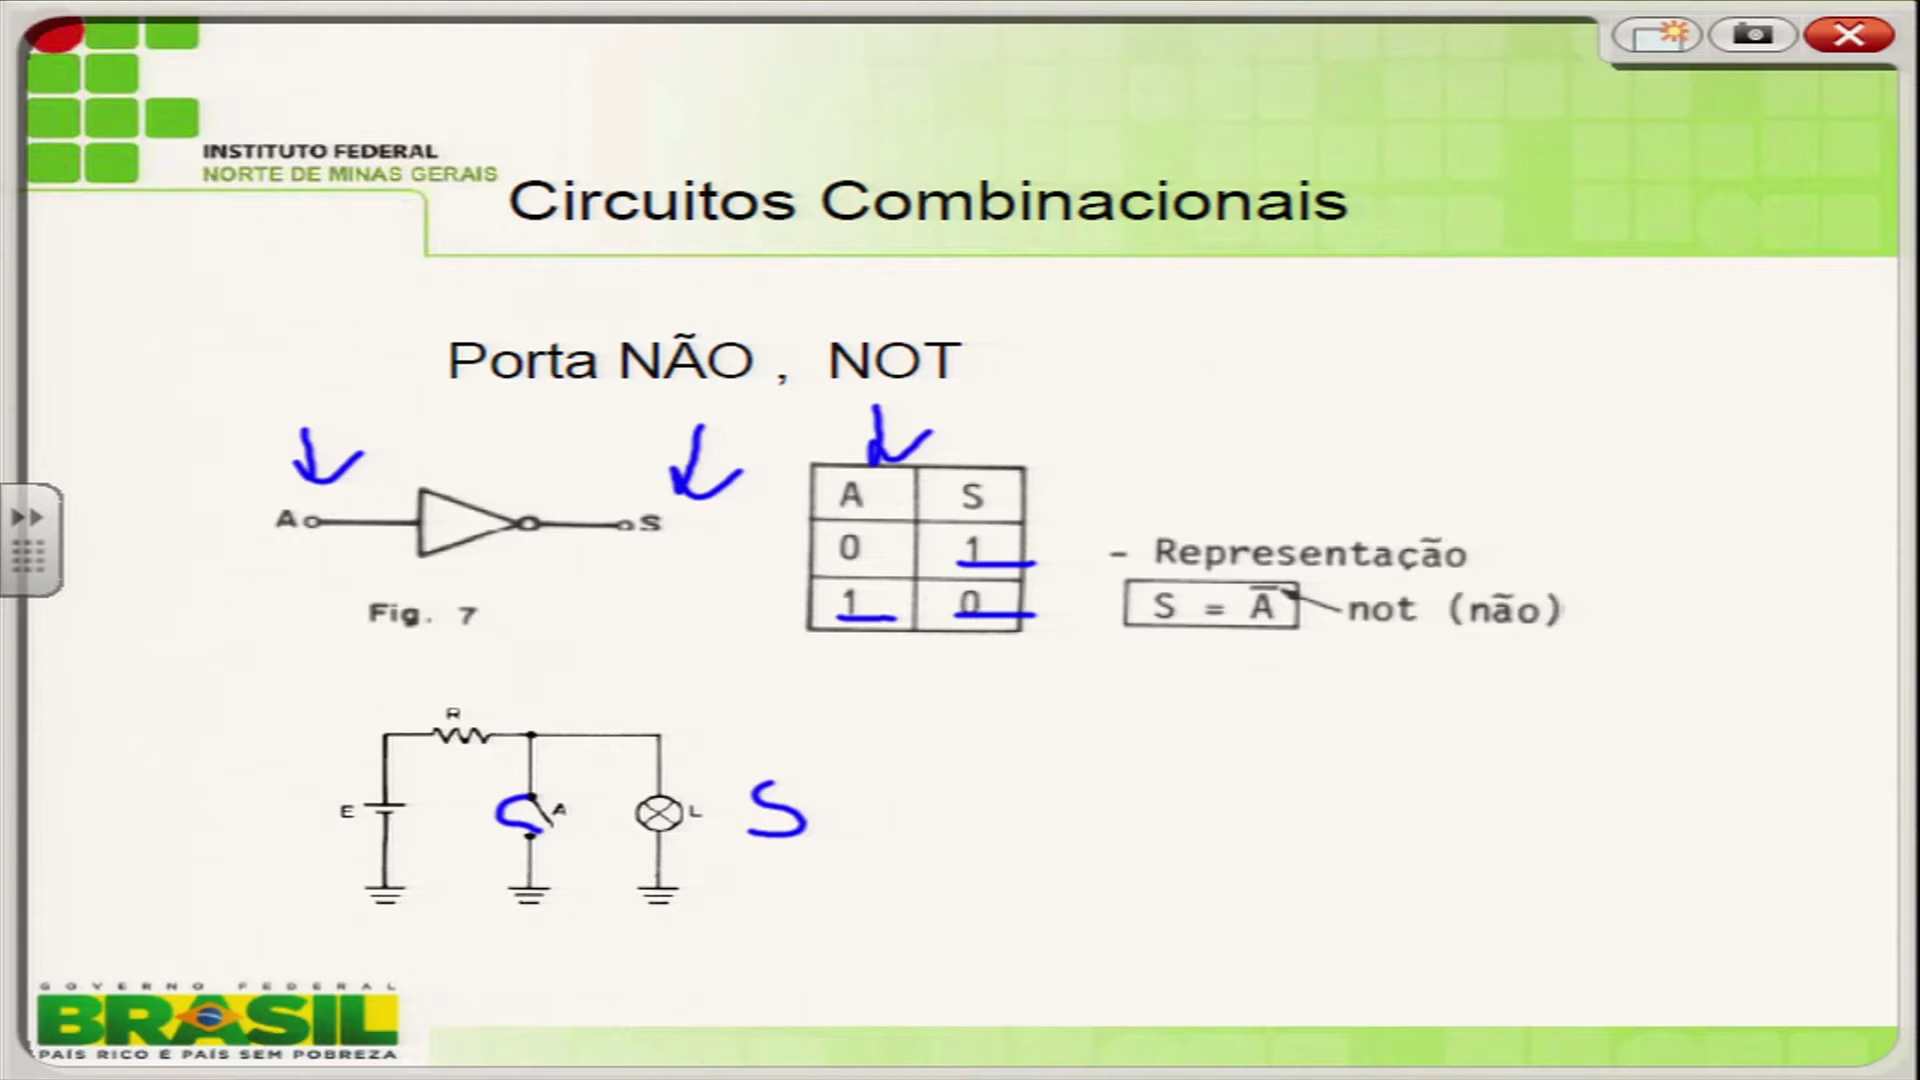 INSTITUTO FEDERAL
NORTE DE MINAS GERAIS
Circuitos Combinacionais
Porta NÃO , NOT
A S
A S
0 1
1 0
Fig. 7
- Representação
S = A̅ not (não)
R
E A L S
GOVERNO FEDERAL
BRASIL
PAÍS RICO É PAÍS SEM POBREZA